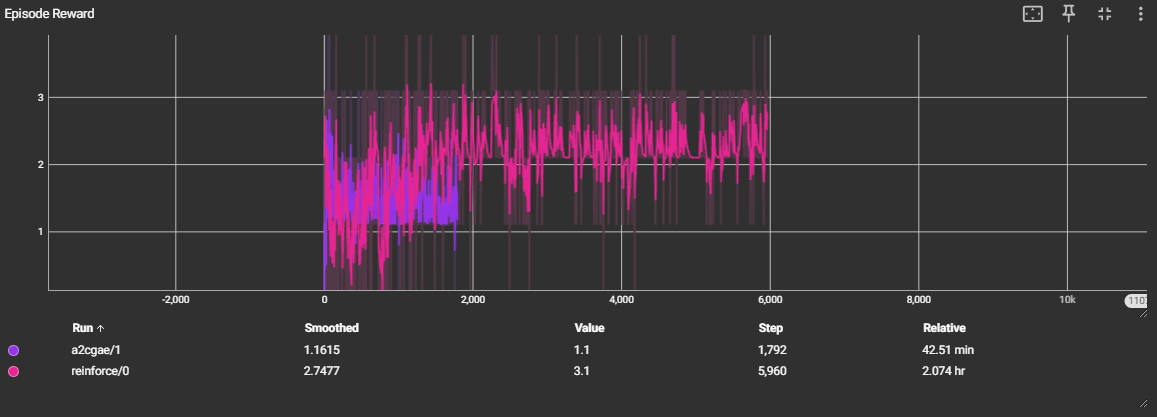 Episode Reward
3
2
1
-2,000 0 2,000 4,000 6,000 8,000 10k
Run ↑ Smoothed Value Step Relative
a2cgae/1 1.1615 1.1 1,792 42.51 min
reinforce/0 2.7477 3.1 5,960 2.074 hr